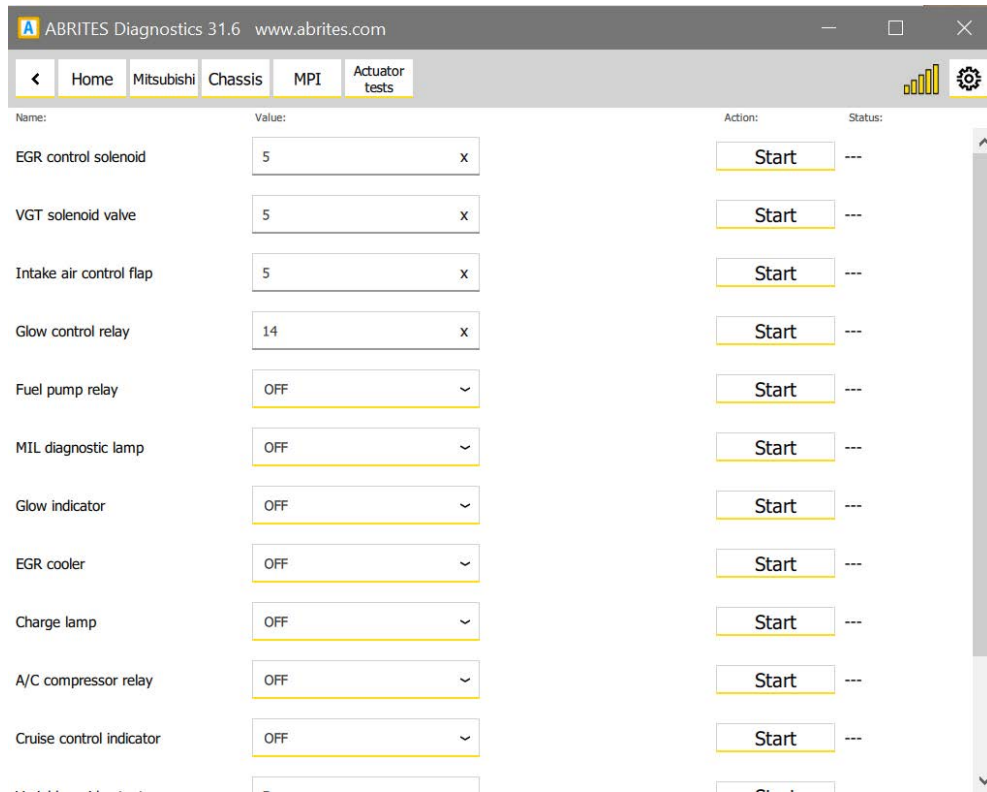 A ABRITES Diagnostics 31.6 www.abrites.com
Home Mitsubishi Chassis MPI Actuator tests
Name: Value: Action: Status:
EGR control solenoid 5 x Start ---
VGT solenoid valve 5 x Start ---
Intake air control flap 5 x Start ---
Glow control relay 14 x Start ---
Fuel pump relay OFF Start ---
MIL diagnostic lamp OFF Start ---
Glow indicator OFF Start ---
EGR cooler OFF Start ---
Charge lamp OFF Start ---
A/C compressor relay OFF Start ---
Cruise control indicator OFF Start ---